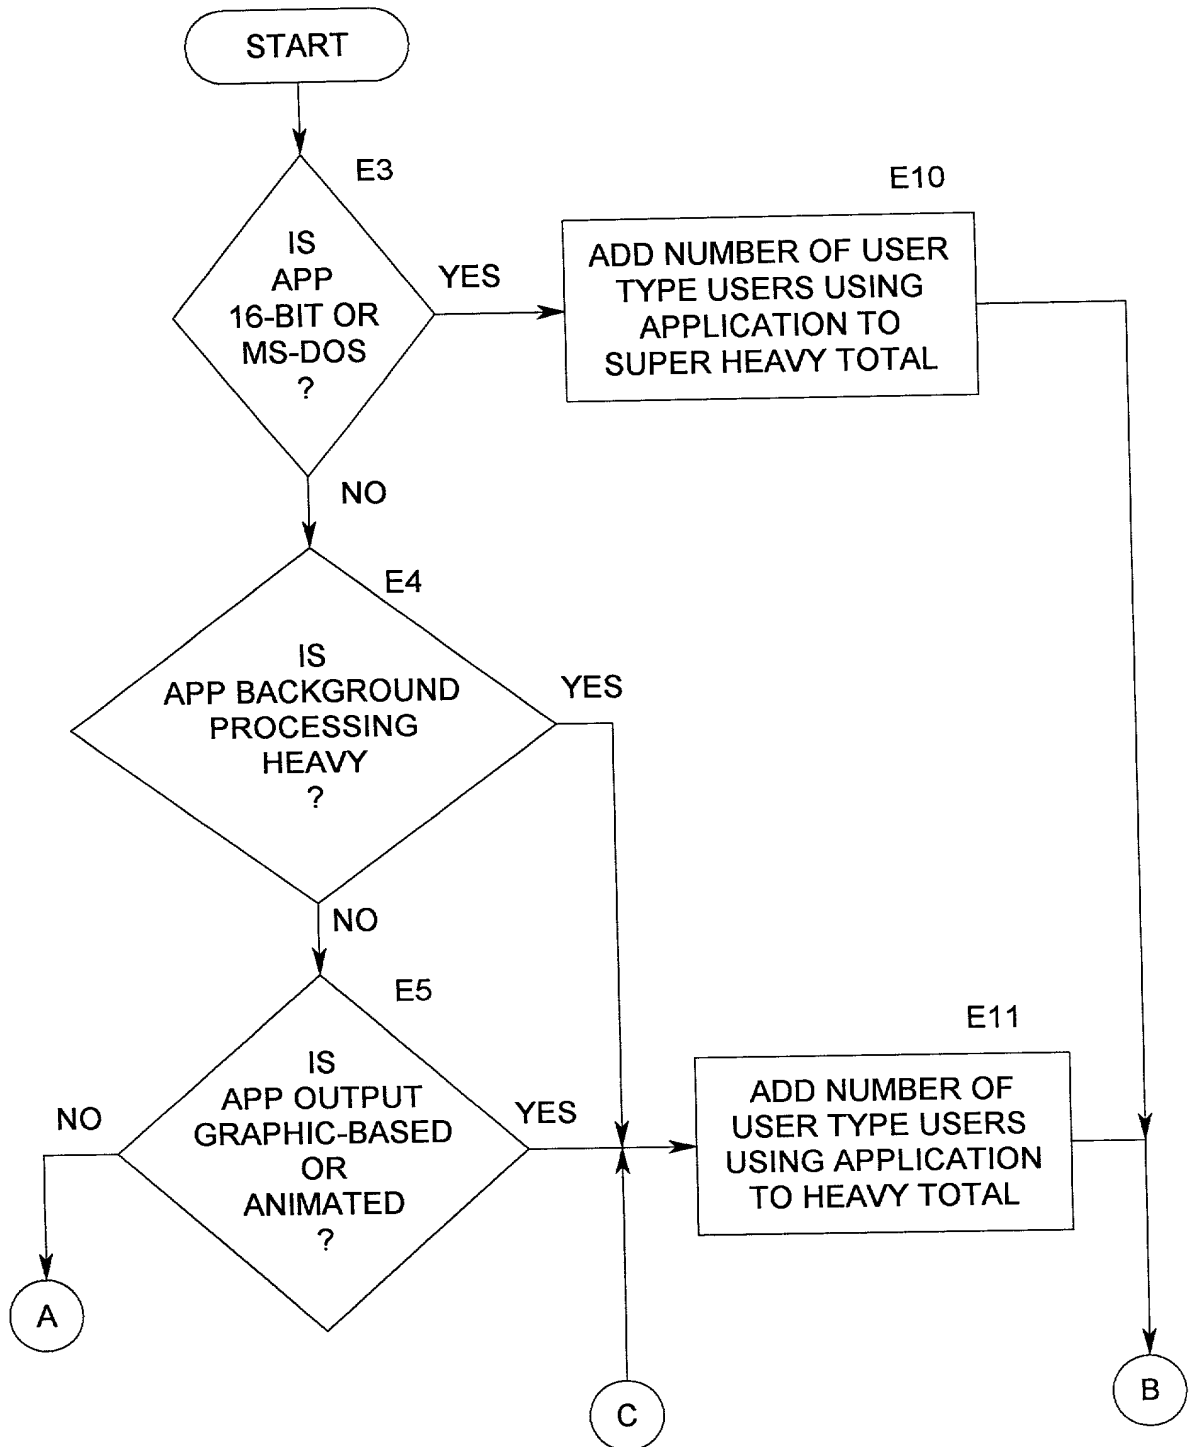 START
E3
IS
APP
16-BIT OR
MS-DOS
?
YES
NO
E10
ADD NUMBER OF USER
TYPE USERS USING
APPLICATION TO
SUPER HEAVY TOTAL
E4
IS
APP BACKGROUND
PROCESSING
HEAVY
?
YES
NO
E5
IS
APP OUTPUT
GRAPHIC-BASED
OR
ANIMATED
?
NO
YES
E11
ADD NUMBER OF
USER TYPE USERS
USING APPLICATION
TO HEAVY TOTAL
A
C
B